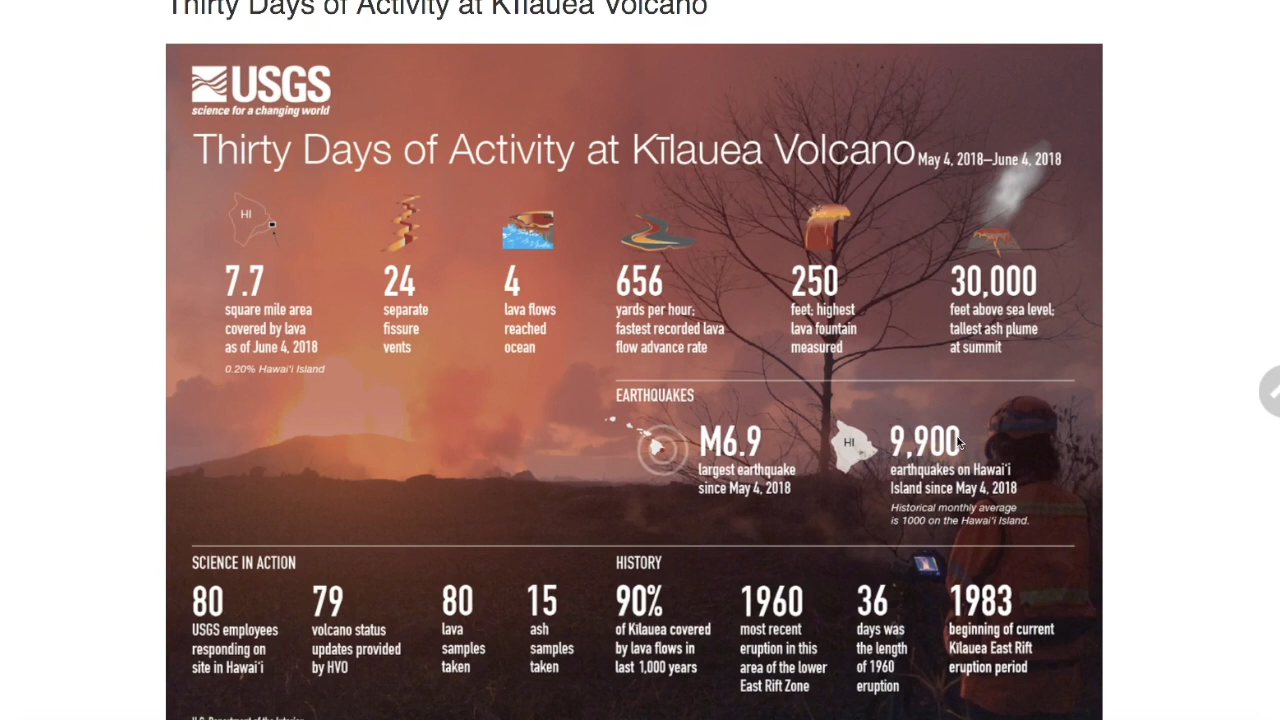 Thirty Days of Activity at Kīlauea Volcano
USGS
science for a changing world
Thirty Days of Activity at Kīlauea Volcano May 4, 2018–June 4, 2018
HI
7.7
square mile area
covered by lava
as of June 4, 2018
0.20% Hawai‘i Island
24
separate
fissure
vents
4
lava flows
reached
ocean
656
yards per hour;
fastest recorded lava
flow advance rate
250
feet; highest
lava fountain
measured
30,000
feet above sea level;
tallest ash plume
at summit
EARTHQUAKES
M6.9
largest earthquake
since May 4, 2018
HI
9,900
earthquakes on Hawai‘i
Island since May 4, 2018
Historical monthly average
is 1000 on the Hawai‘i Island.
SCIENCE IN ACTION
80
USGS employees
responding on
site in Hawai‘i
79
volcano status
updates provided
by HVO
80
lava
samples
taken
15
ash
samples
taken
HISTORY
90%
of Kīlauea covered
by lava flows in
last 1,000 years
1960
most recent
eruption in this
area of the lower
East Rift Zone
36
days was
the length
of 1960
eruption
1983
beginning of current
Kīlauea East Rift
eruption period
U.S. Department of the Interior